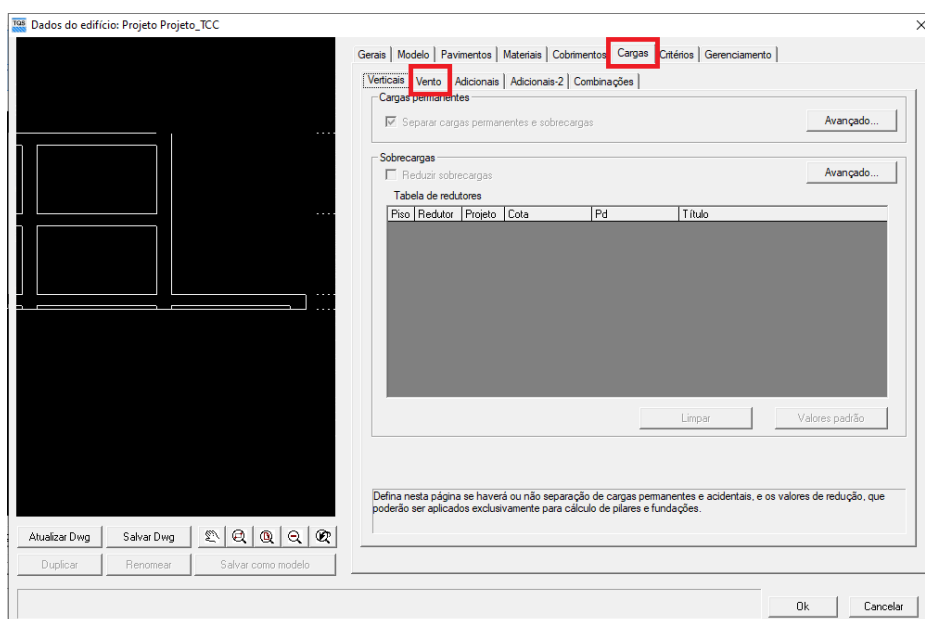 TQS Dados do edifício: Projeto Projeto_TCC
Gerais Modelo Pavimentos Materiais Cobrimentos Cargas Critérios Gerenciamento
Verticais Vento Adicionais Adicionais-2 Combinações
Cargas permanentes
Separar cargas permanentes e sobrecargas Avançado...
Sobrecargas
Reduzir sobrecargas Avançado...
Tabela de redutores
Piso Redutor Projeto Cota Pd Título
Limpar Valores padrão
Defina nesta página se haverá ou não separação de cargas permanentes e acidentais, e os valores de redução, que
poderão ser aplicados exclusivamente para cálculo de pilares e fundações.
Atualizar Dwg Salvar Dwg
Duplicar Renomear Salvar como modelo
Ok Cancelar